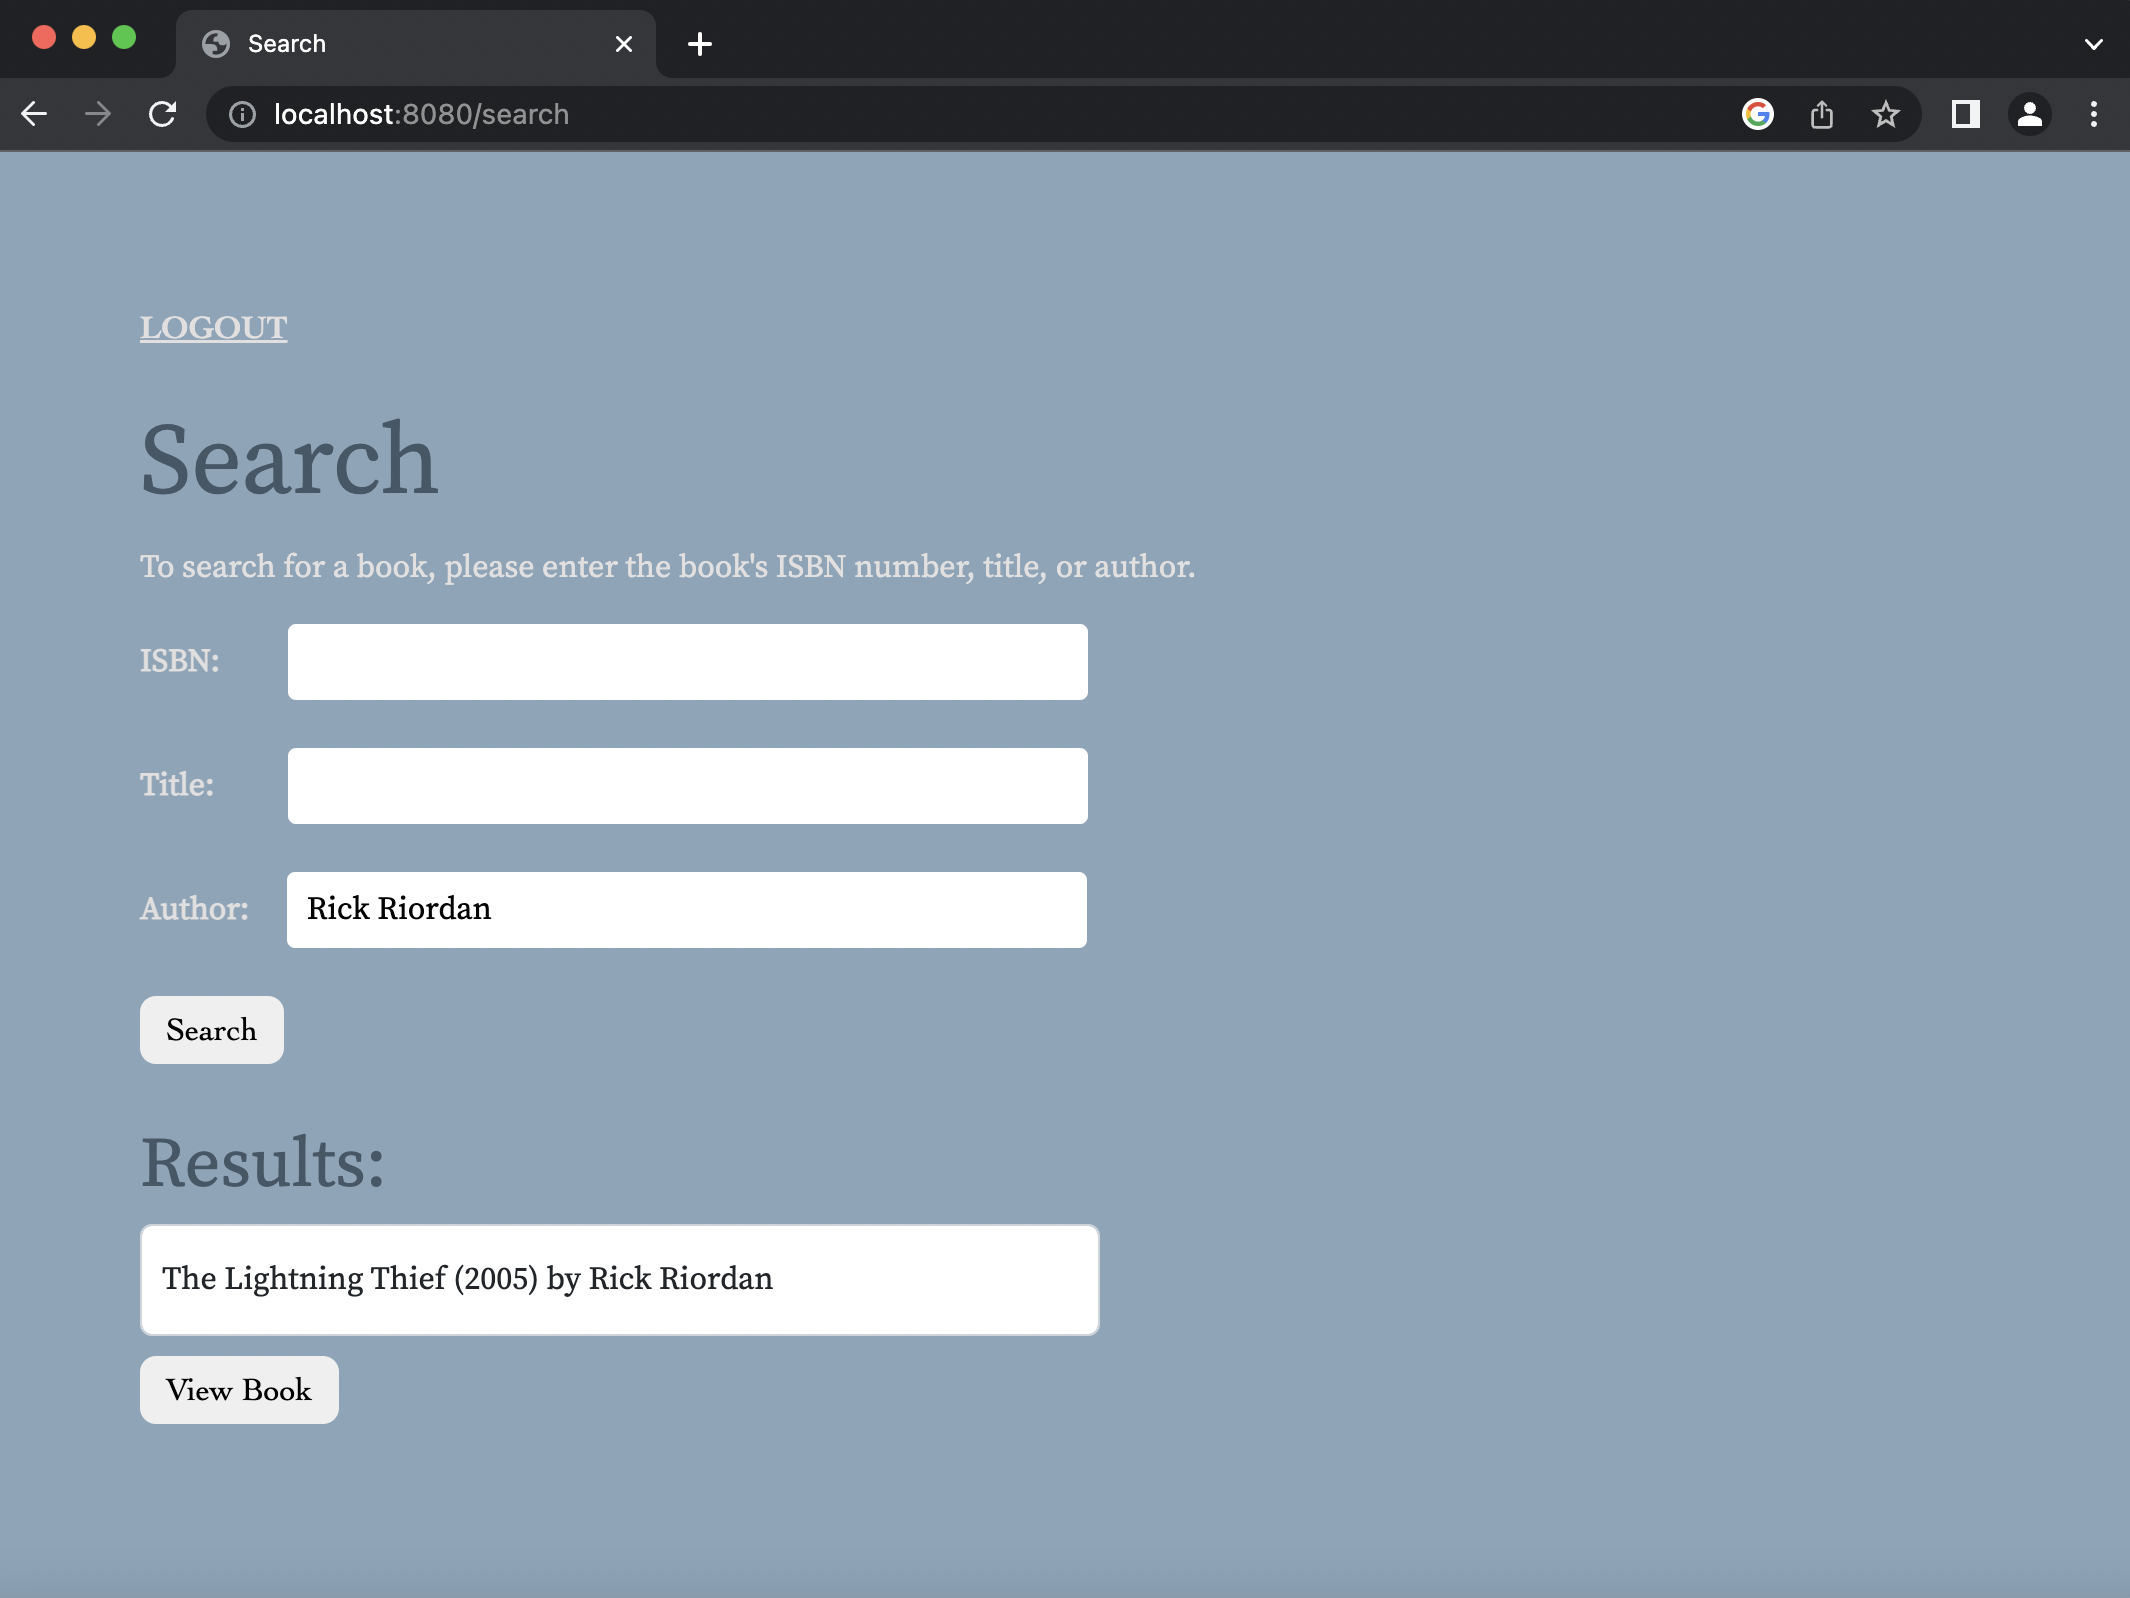 Search
localhost:8080/search
LOGOUT
Search
To search for a book, please enter the book's ISBN number, title, or author.
ISBN:
Title:
Author: Rick Riordan
Search
Results:
The Lightning Thief (2005) by Rick Riordan
View Book